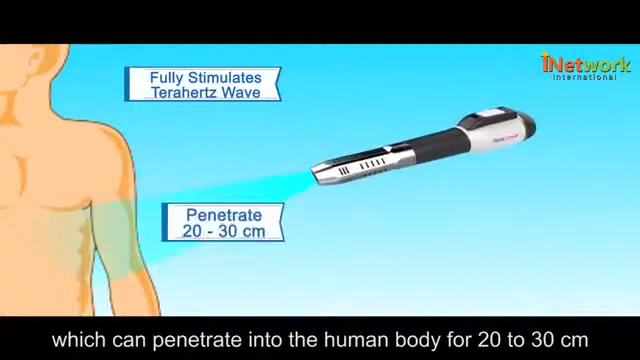 iNetwork
International
Fully Stimulates
Terahertz Wave
Penetrate
20 - 30 cm
which can penetrate into the human body for 20 to 30 cm